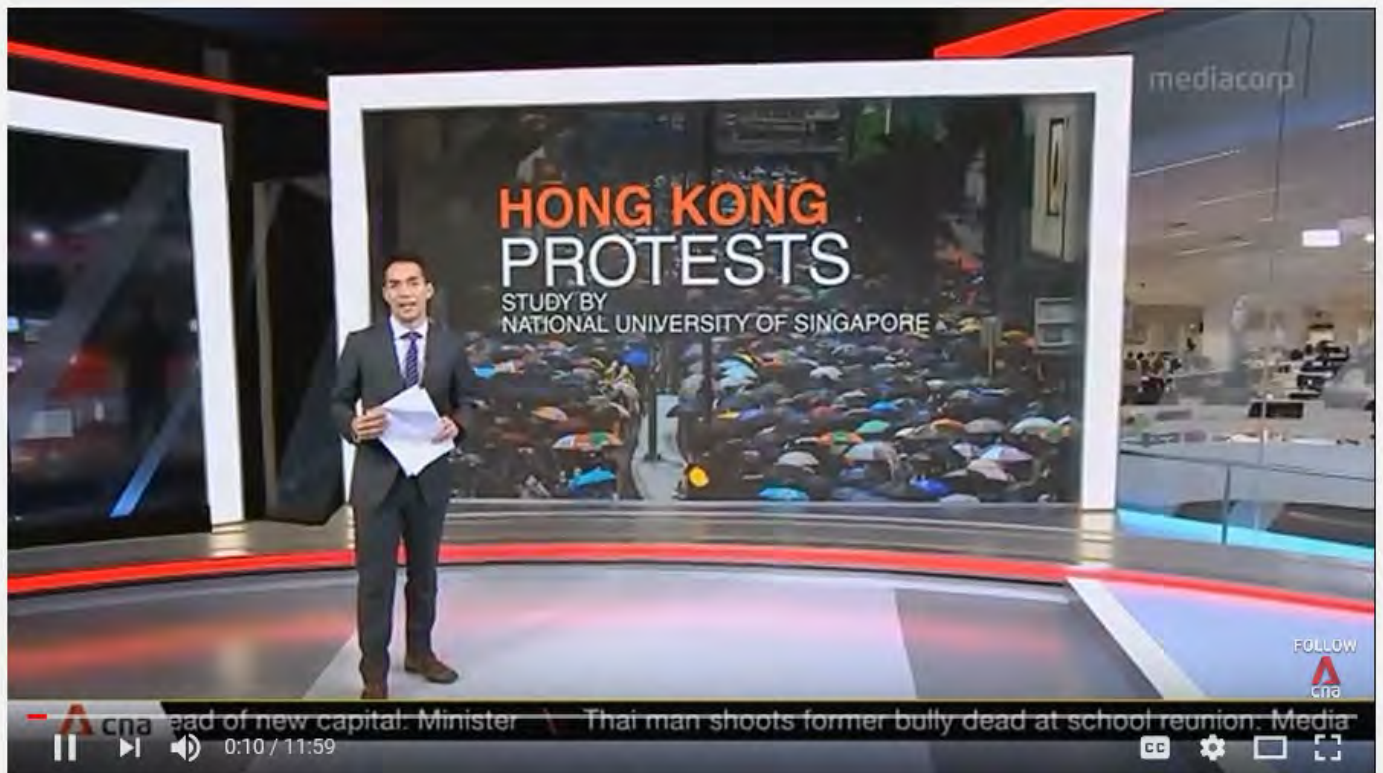 mediacorp
HONG KONG
PROTESTS
STUDY BY
NATIONAL UNIVERSITY OF SINGAPORE
FOLLOW
cna
cna ead of new capital: Minister \ Thai man shoots former bully dead at school reunion: Media
0:10 / 11:59
CC